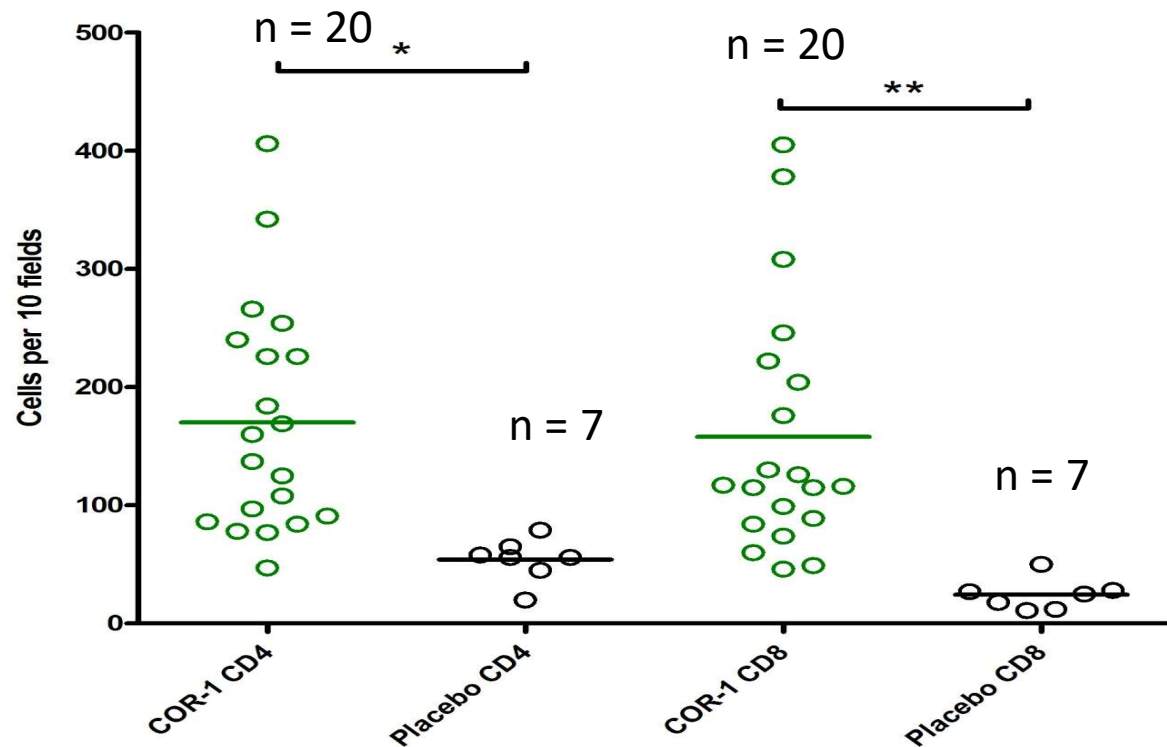 n = 20
*
n = 20
**
n = 7
n = 7
Cells per 10 fields
500
400
300
200
100
0
COR-1 CD4
Placebo CD4
COR-1 CD8
Placebo CD8